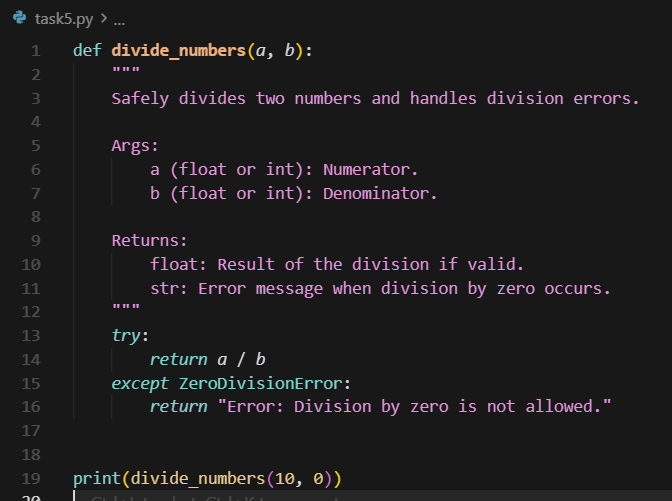 task5.py > ...
1 def divide_numbers(a, b):
2     """
3     Safely divides two numbers and handles division errors.
4
5     Args:
6         a (float or int): Numerator.
7         b (float or int): Denominator.
8
9     Returns:
10         float: Result of the division if valid.
11         str: Error message when division by zero occurs.
12     """
13     try:
14         return a / b
15     except ZeroDivisionError:
16         return "Error: Division by zero is not allowed."
17
18
19 print(divide_numbers(10, 0))
20